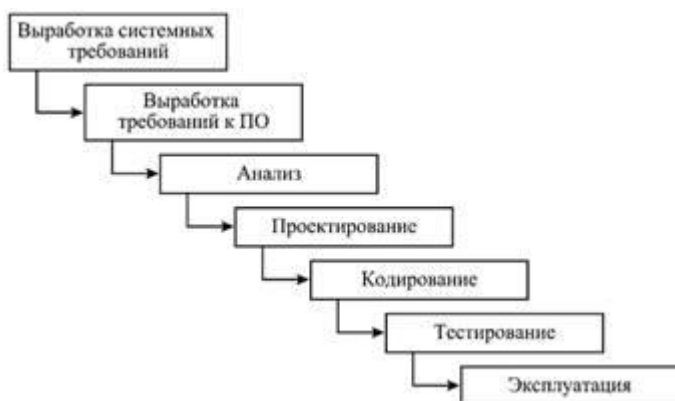 Выработка системных
требований
Выработка
требований к ПО
Анализ
Проектирование
Кодирование
Тестирование
Эксплуатация